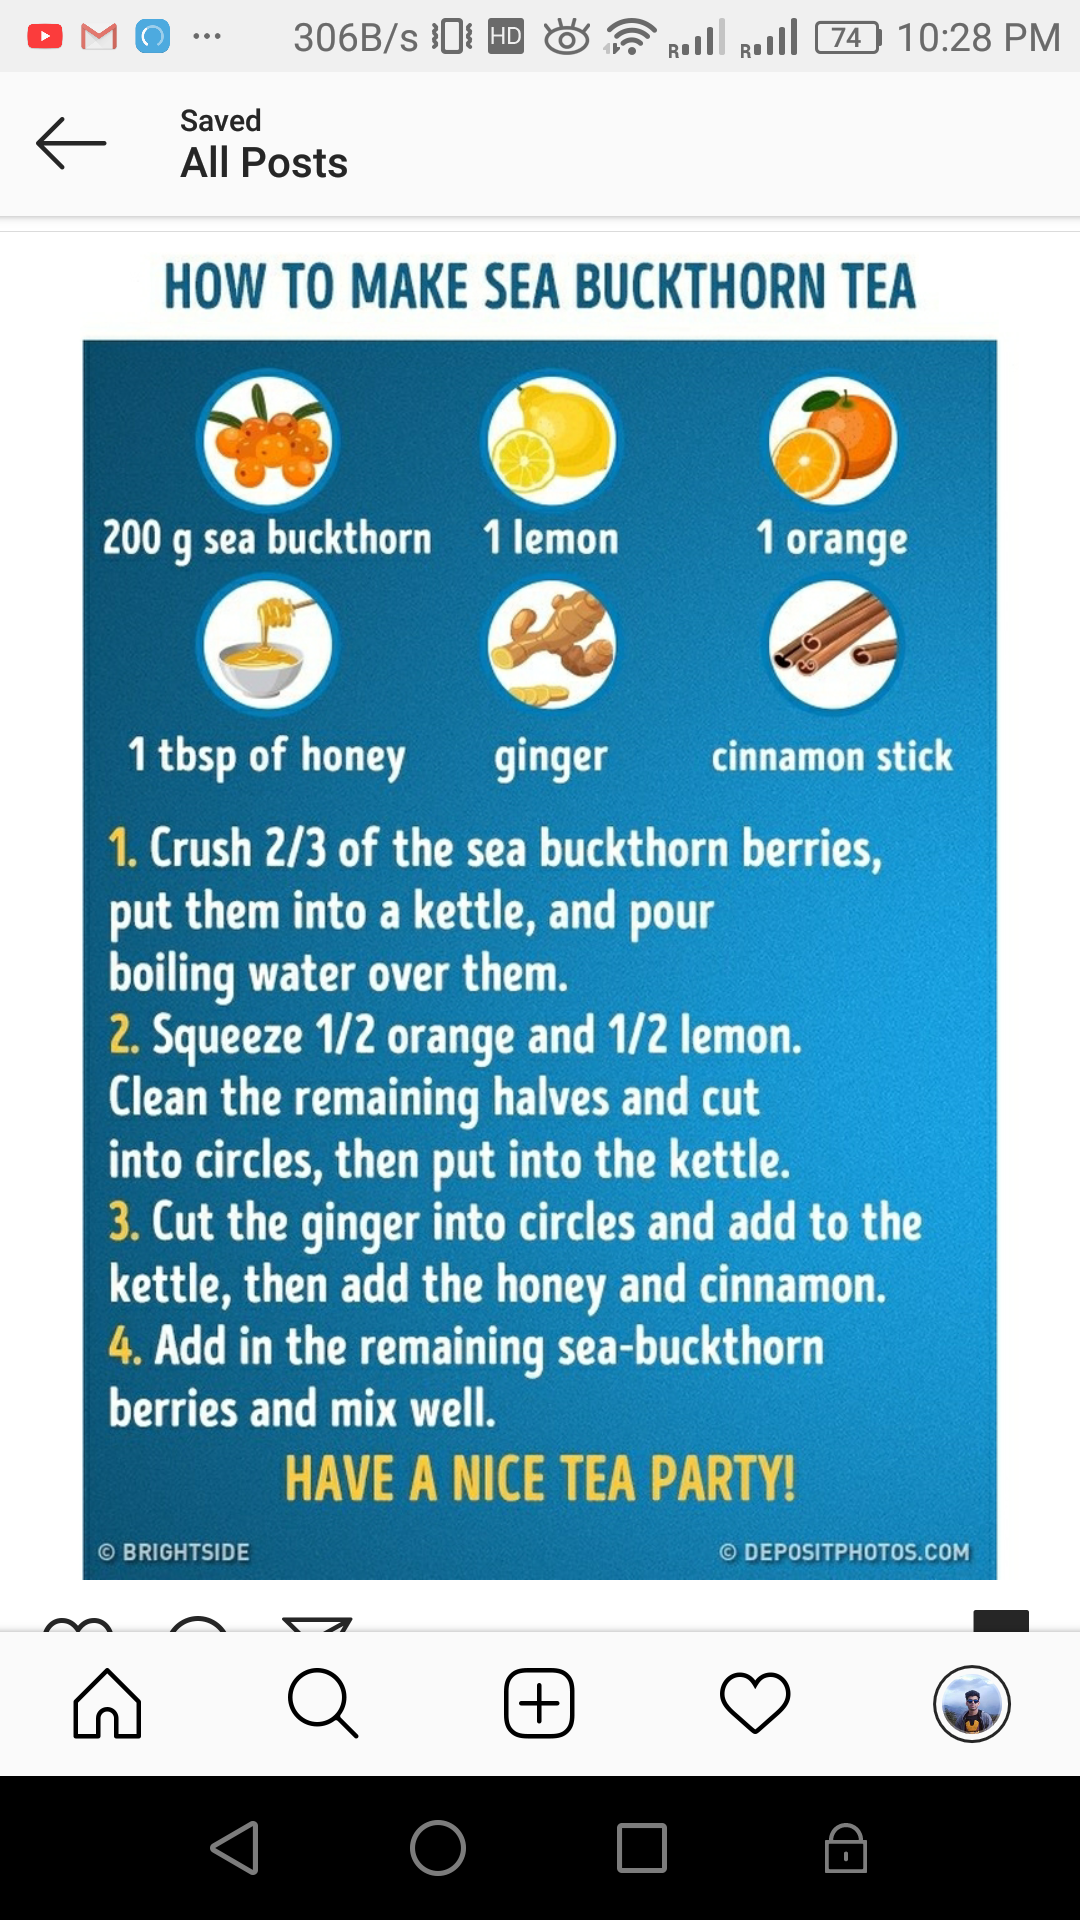 306B/s HD 74 10:28 PM
Saved
All Posts
HOW TO MAKE SEA BUCKTHORN TEA
200 g sea buckthorn 1 lemon 1 orange
1 tbsp of honey ginger cinnamon stick
1. Crush 2/3 of the sea buckthorn berries,
put them into a kettle, and pour
boiling water over them.
2. Squeeze 1/2 orange and 1/2 lemon.
Clean the remaining halves and cut
into circles, then put into the kettle.
3. Cut the ginger into circles and add to the
kettle, then add the honey and cinnamon.
4. Add in the remaining sea-buckthorn
berries and mix well.
HAVE A NICE TEA PARTY!
© BRIGHTSIDE © DEPOSITPHOTOS.COM